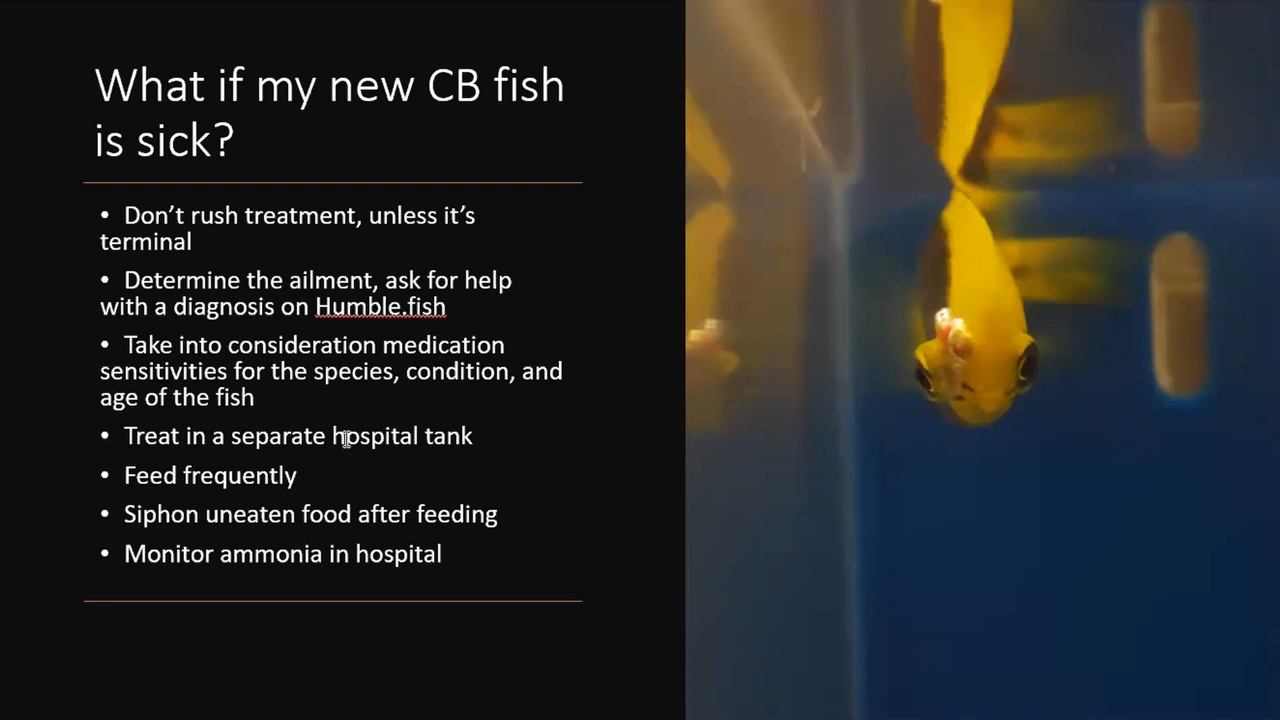 What if my new CB fish
is sick?
• Don’t rush treatment, unless it’s
terminal
• Determine the ailment, ask for help
with a diagnosis on Humble.fish
• Take into consideration medication
sensitivities for the species, condition, and
age of the fish
• Treat in a separate hospital tank
• Feed frequently
• Siphon uneaten food after feeding
• Monitor ammonia in hospital